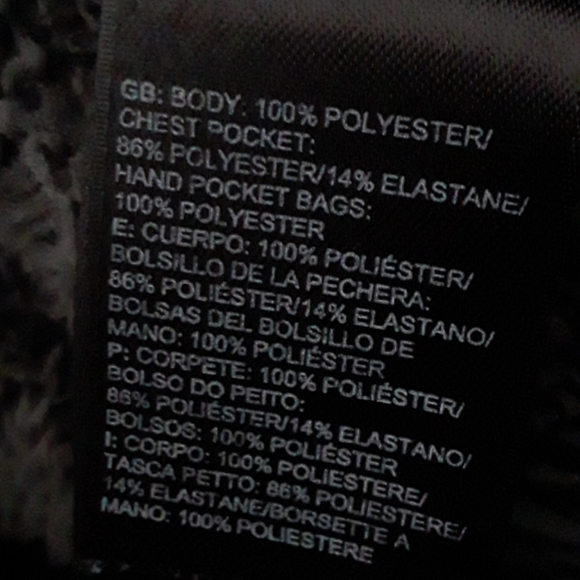 GB: BODY: 100% POLYESTER/
CHEST POCKET:
86% POLYESTER/14% ELASTANE/
HAND POCKET BAGS:
100% POLYESTER
E: CUERPO: 100% POLIÉSTER/
BOLSILLO DE LA PECHERA:
86% POLIÉSTER/14% ELASTANO/
BOLSAS DEL BOLSILLO DE
MANO: 100% POLIÉSTER
P: CORPETE: 100% POLIÉSTER/
BOLSO DO PEITO:
86% POLIÉSTER/14% ELASTANO/
BOLSOS: 100% POLIÉSTER
I: CORPO: 100% POLIESTERE/
TASCA PETTO: 86% POLIESTERE/
14% ELASTANE/BORSETTE A
MANO: 100% POLIESTERE